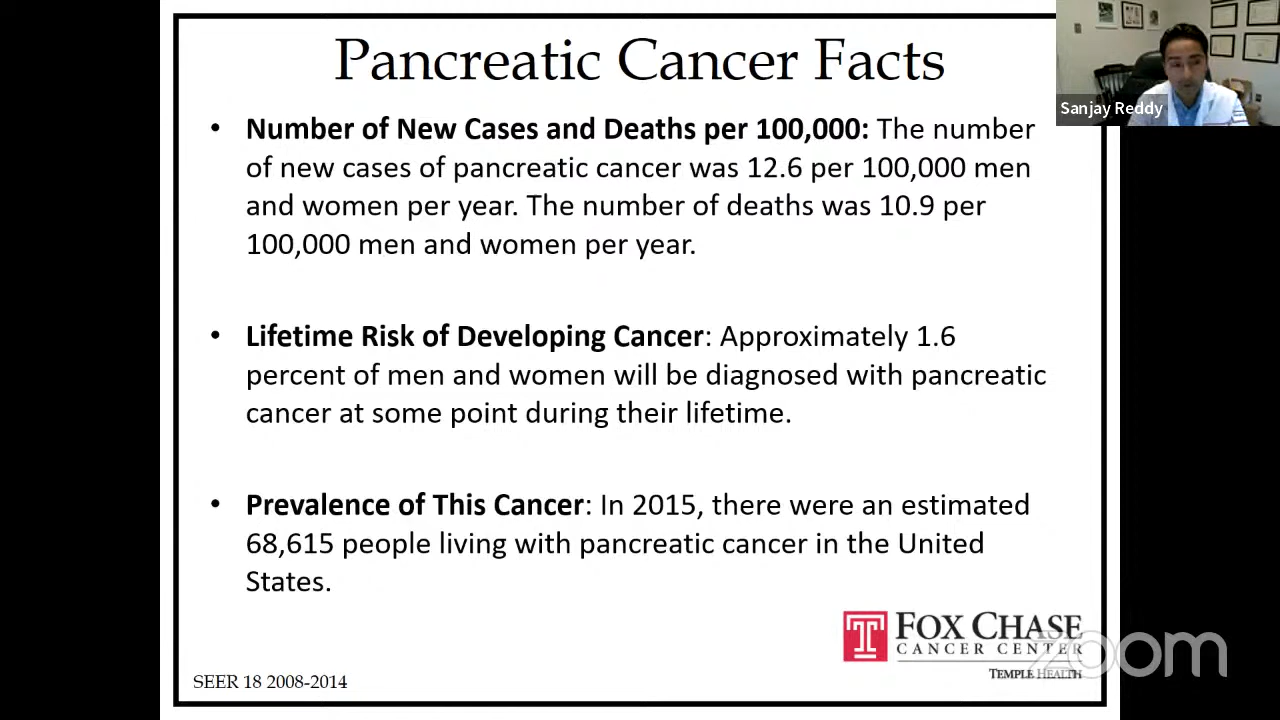 Pancreatic Cancer Facts
Sanjay Reddy
• Number of New Cases and Deaths per 100,000: The number
of new cases of pancreatic cancer was 12.6 per 100,000 men
and women per year. The number of deaths was 10.9 per
100,000 men and women per year.
• Lifetime Risk of Developing Cancer: Approximately 1.6
percent of men and women will be diagnosed with pancreatic
cancer at some point during their lifetime.
• Prevalence of This Cancer: In 2015, there were an estimated
68,615 people living with pancreatic cancer in the United
States.
FOX CHASE
CANCER CENTER
TEMPLE HEALTH
zoom
SEER 18 2008-2014